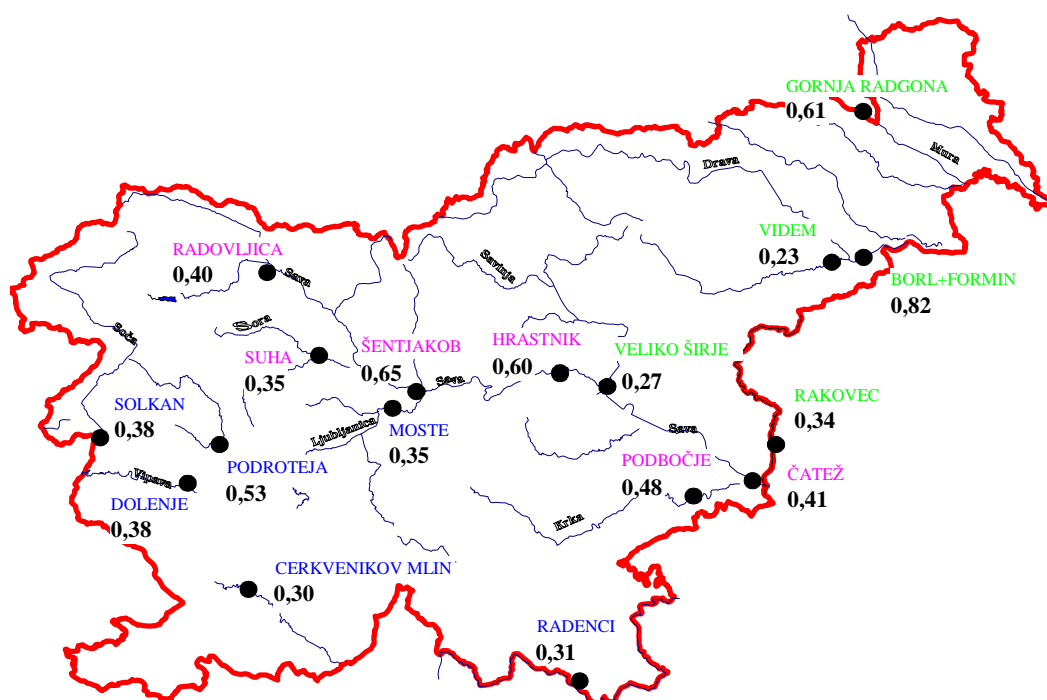 GORNJA RADGONA
0,61
Mura
Drava
VIDEM
0,23
BORL+FORMIN
0,82
RADOVLJICA
0,40
Sava
Savinja
Soča
Sora
SUHA
0,35
ŠENTJAKOB
0,65
Sava
HRASTNIK
0,60
VELIKO ŠIRJE
0,27
RAKOVEC
0,34
SOLKAN
0,38
Ljubljanica
MOSTE
0,35
Sava
PODROTEJA
0,53
Vipava
DOLENJE
0,38
PODBOČJE
0,48
ČATEŽ
0,41
Krka
CERKVENIKOV MLIN
0,30
RADENCI
0,31